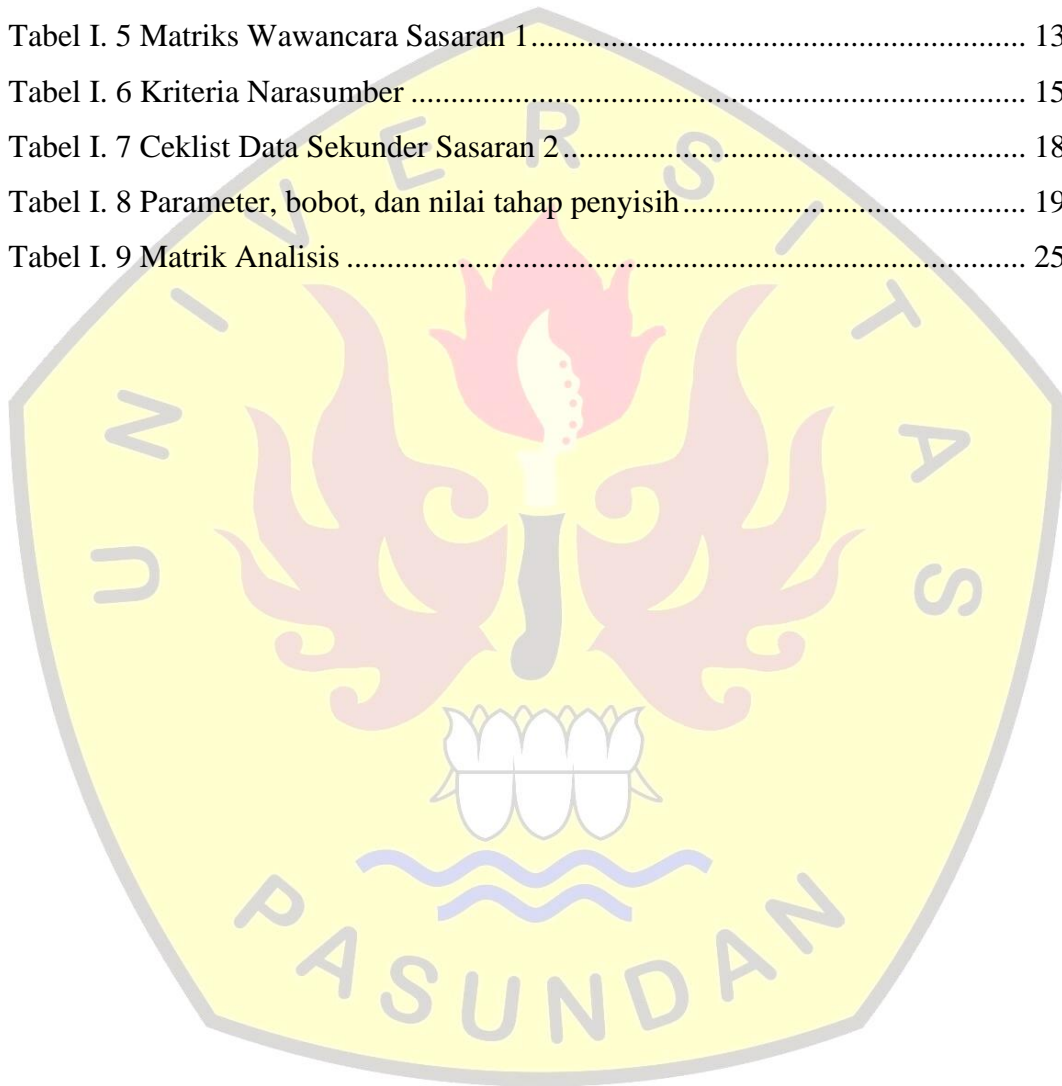 Tabel I. 5 Matriks Wawancara Sasaran 1.................................................................. 13
Tabel I. 6 Kriteria Narasumber .................................................................................. 15
Tabel I. 7 Ceklist Data Sekunder Sasaran 2.............................................................. 18
Tabel I. 8 Parameter, bobot, dan nilai tahap penyisih.............................................. 19
Tabel I. 9 Matrik Analisis ........................................................................................... 25
UNIVERSITAS
PASUNDAN